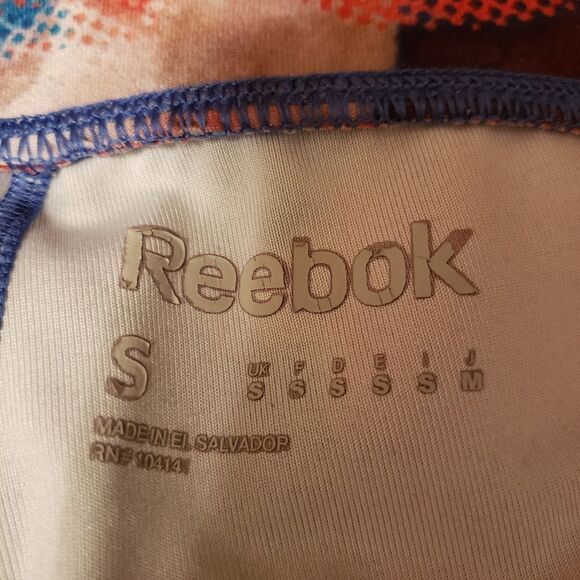 Reebok
S
UK F D E I J
S S S S S M
MADE IN EL SALVADOR
RN# 10414